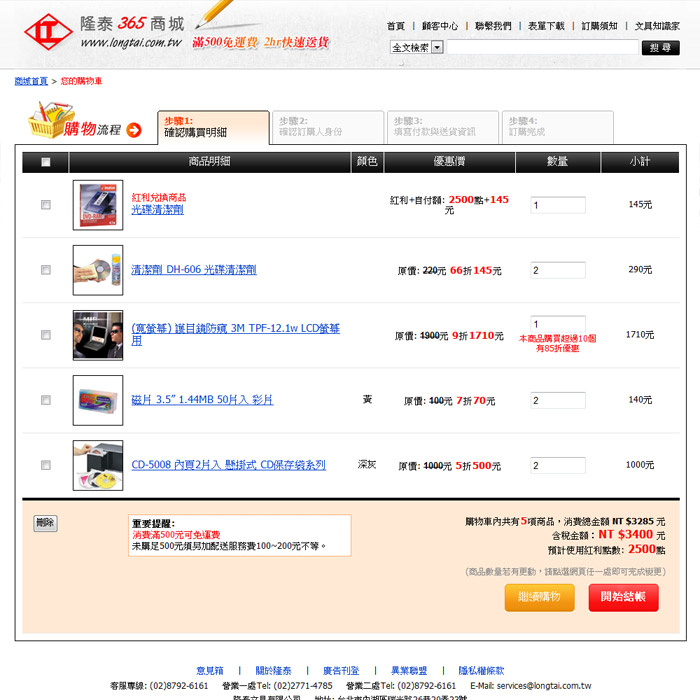 隆泰 365 商城
www.longtai.com.tw
滿500免運費 2hr快速送貨
首頁 | 顧客中心 | 聯繫我們 | 表單下載 | 訂購須知 | 文具知識家
全文檢索 搜尋
商城首頁 > 您的購物車
購物流程
步驟1:
確認購買明細
步驟2:
確認訂購人身份
步驟3:
填寫付款與送貨資訊
步驟4:
訂購完成
商品明細 顏色 優惠價 數量 小計
紅利兌換商品
光碟清潔劑
紅利+自付額: 2500點+145
元
1
145元
清潔劑 DH-606 光碟清潔劑 原價: 220元 66折145元 2 290元
(寬螢幕) 護目鏡防窺 3M TPF-12.1w LCD螢幕
用
原價: 1900元 9折1710元
1
本商品購買超過10個
有85折優惠
1710元
磁片 3.5” 1.44MB 50片入 彩片 黃 原價: 100元 7折70元 2 140元
CD-5008 內頁2片入 懸掛式 CD保存袋系列 深灰 原價: 1000元 5折500元 2 1000元
刪除
重要提醒:
消費滿500元可免運費
未購足500元須另加配送服務費100~200元不等。
購物車內共有5項商品，消費總金額 NT $3285 元
含稅金額：NT $3400 元
預計使用紅利點數: 2500點
(商品數量若有更動，請點選網頁任一處即可完成變更)
繼續購物 開始結帳
意見箱 | 關於隆泰 | 廣告刊登 | 異業聯盟 | 隱私權條款
客服專線: (02)8792-6161 營業一處Tel: (02)2771-4785 營業二處Tel: (02)8792-6161 E-Mail: services@longtai.com.tw